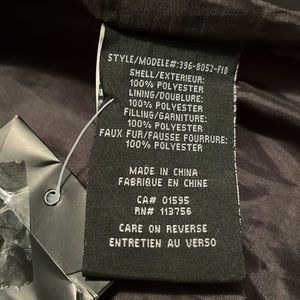 STYLE/MODELE#:396-8052-F18
SHELL/EXTERIEUR:
100% POLYESTER
LINING/DOUBLURE:
100% POLYESTER
FILLING/GARNITURE:
100% POLYESTER
FAUX FUR/FAUSSE FOURRURE:
100% POLYESTER
MADE IN CHINA
FABRIQUE EN CHINE
CA# 01595
RN# 113756
CARE ON REVERSE
ENTRETIEN AU VERSO